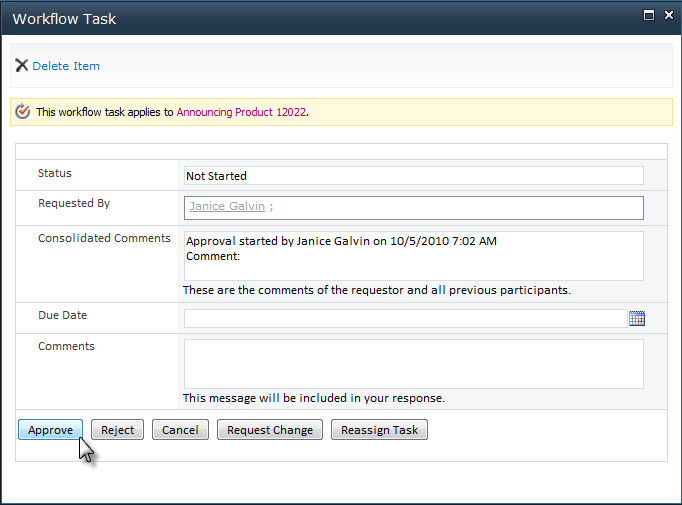 Workflow Task
Delete Item
This workflow task applies to Announcing Product 12022.
Status
Not Started
Requested By
Janice Galvin ;
Consolidated Comments
Approval started by Janice Galvin on 10/5/2010 7:02 AM
Comment:
These are the comments of the requestor and all previous participants.
Due Date
Comments
This message will be included in your response.
Approve Reject Cancel Request Change Reassign Task